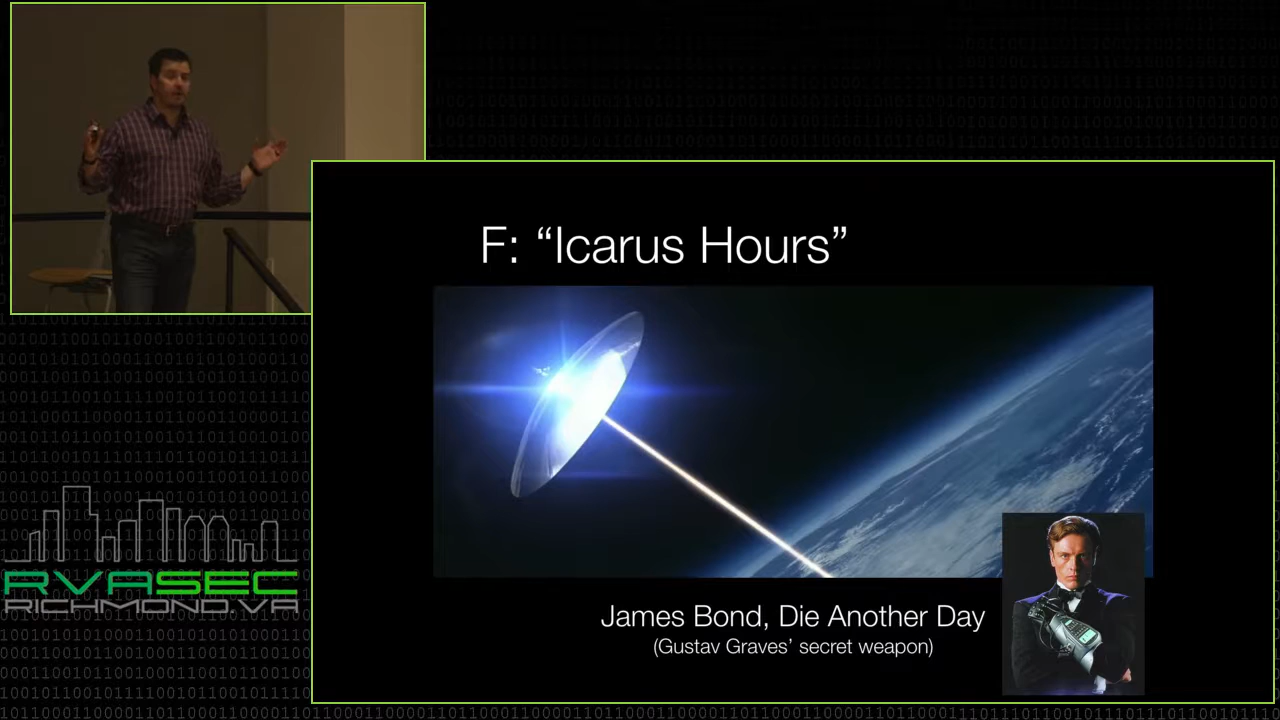 F: “Icarus Hours”
James Bond, Die Another Day
(Gustav Graves’ secret weapon)
RVASEC
RICHMOND.VA